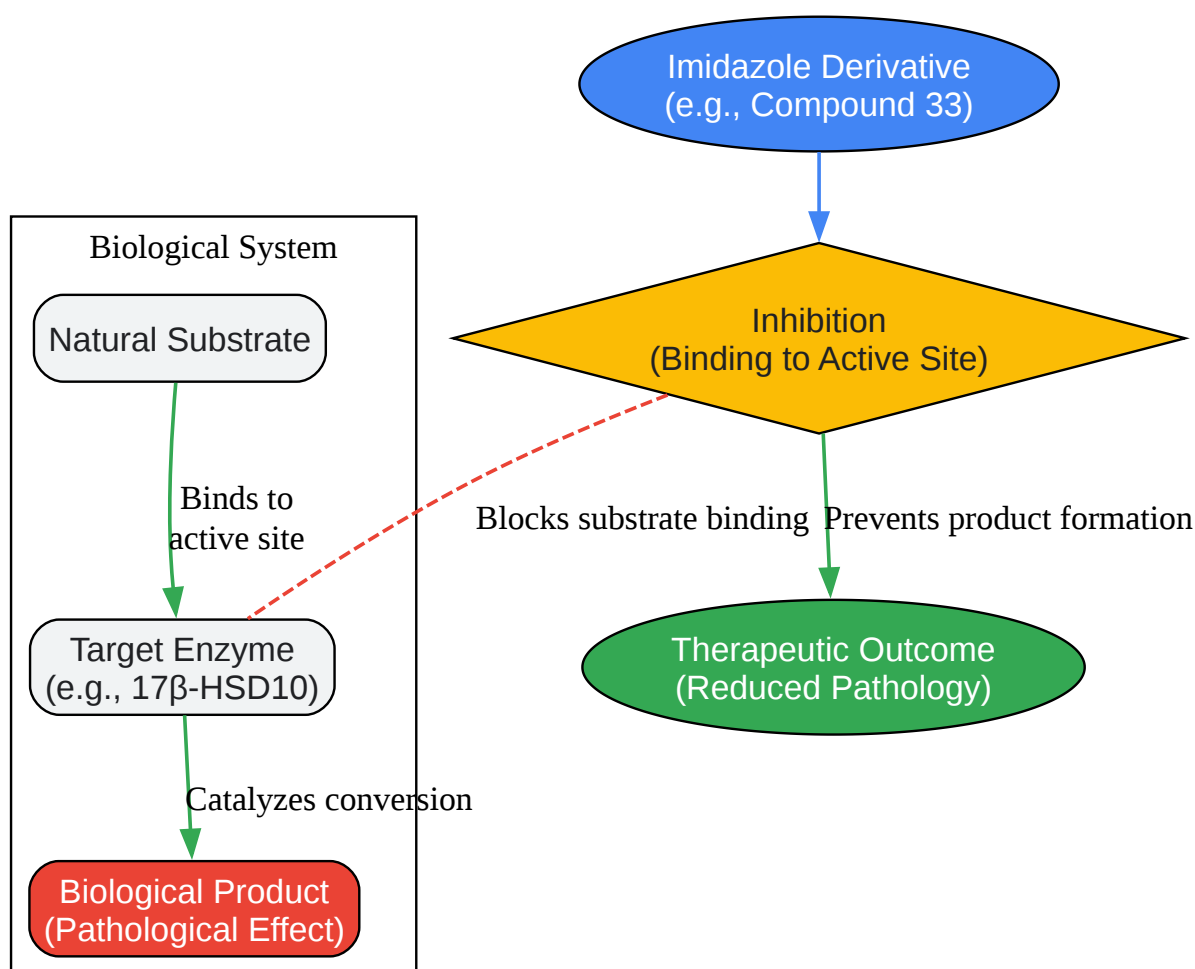 Imidazole Derivative
(e.g., Compound 33)
Biological System
Natural Substrate
Inhibition
(Binding to Active Site)
Binds to
active site
Blocks substrate binding
Prevents product formation
Target Enzyme
(e.g., 17β-HSD10)
Therapeutic Outcome
(Reduced Pathology)
Catalyzes conversion
Biological Product
(Pathological Effect)